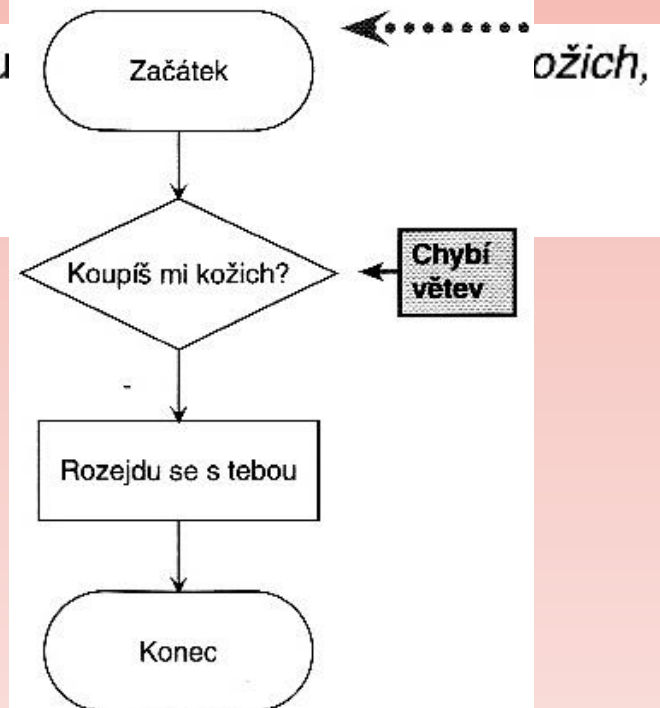 Začátek
ožich,
Koupíš mi kožich?
Chybí
větev
-
Rozejdu se s tebou
Konec